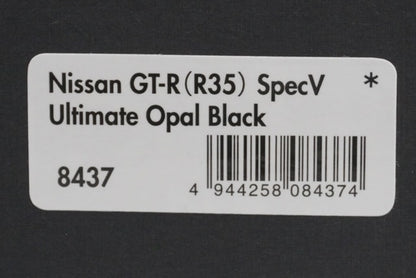 Nissan GT-R(R35) SpecV *
Ultimate Opal Black
8437
4 944258 084374